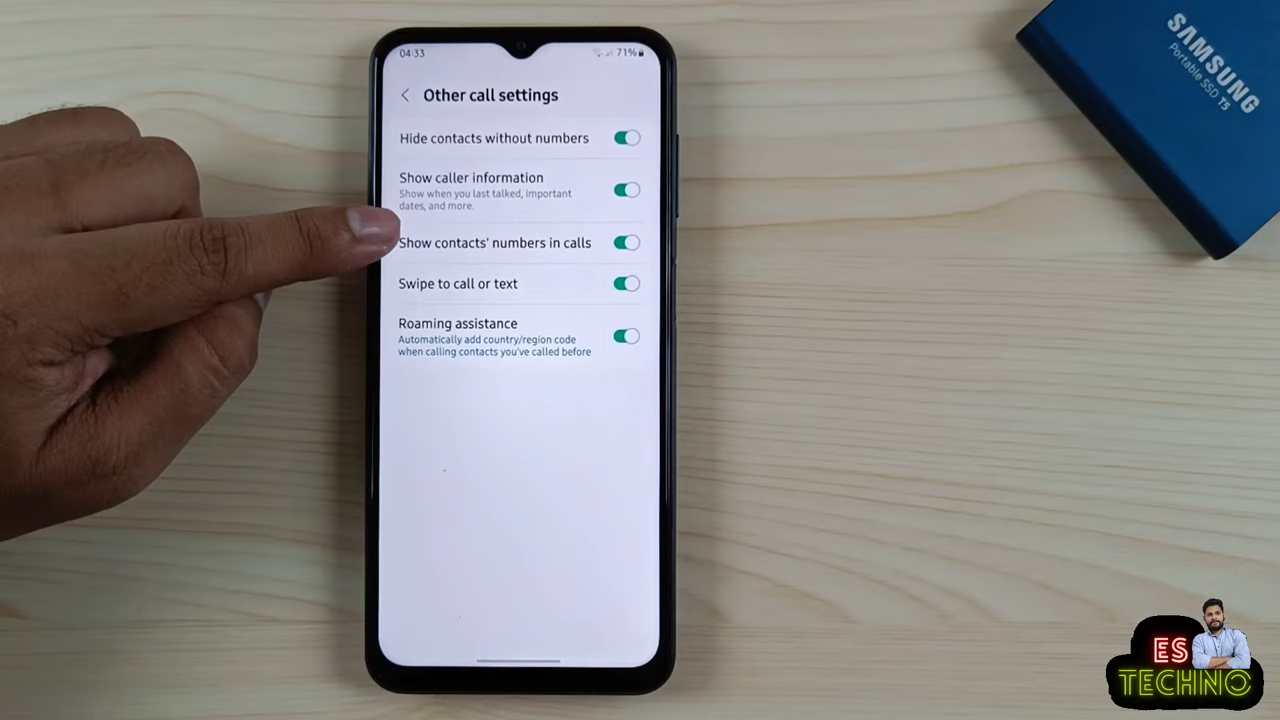 04:33
71%
Other call settings
Hide contacts without numbers
Show caller information
Show when you last talked, important
dates, and more.
Show contacts' numbers in calls
Swipe to call or text
Roaming assistance
Automatically add country/region code
when calling contacts you've called before
SAMSUNG
Portable SSD T5
ES
TECHNO